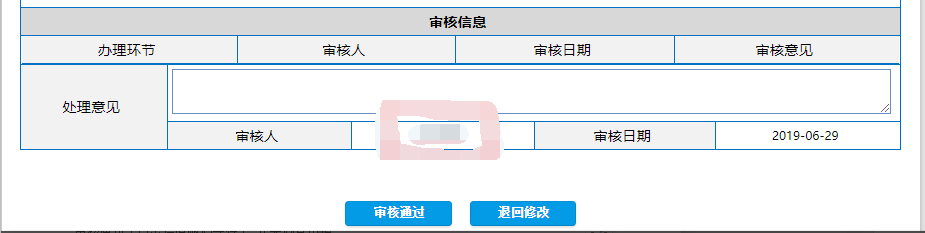 审核信息
办理环节 审核人 审核日期 审核意见
处理意见
审核人 审核日期 2019-06-29
审核通过 退回修改